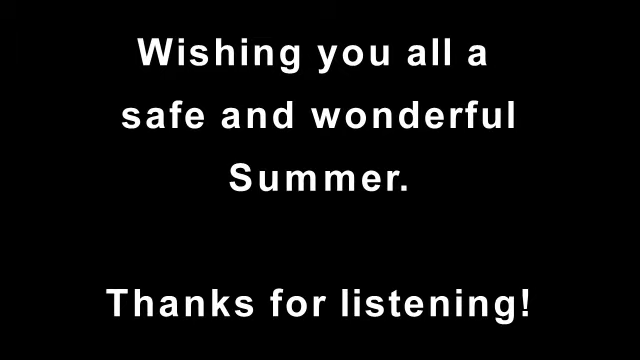 Wishing you all a
safe and wonderful
Summer.
Thanks for listening!